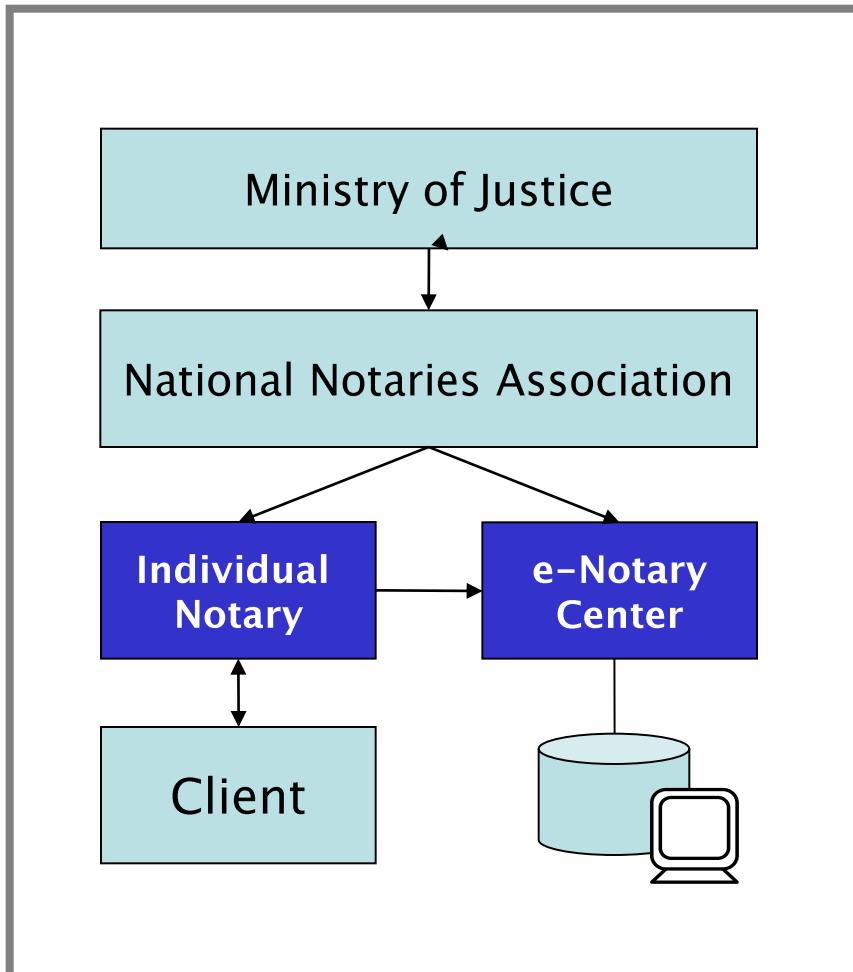 Ministry of Justice
National Notaries Association
Individual
Notary
e-Notary
Center
Client